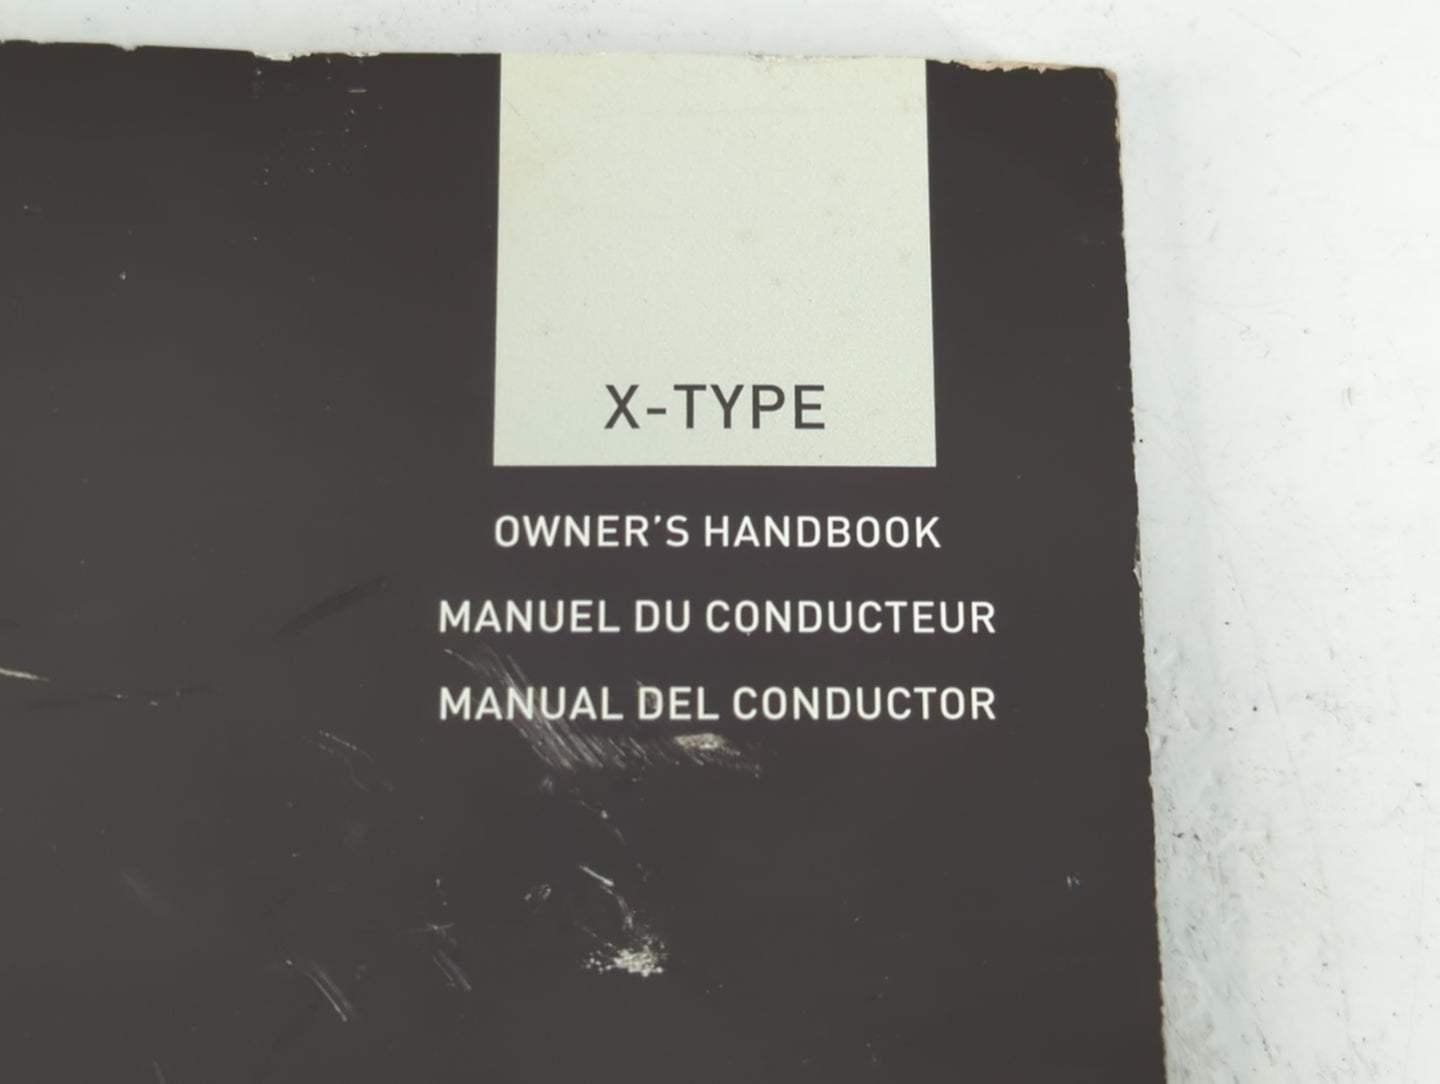 X-TYPE
OWNER'S HANDBOOK
MANUEL DU CONDUCTEUR
MANUAL DEL CONDUCTOR